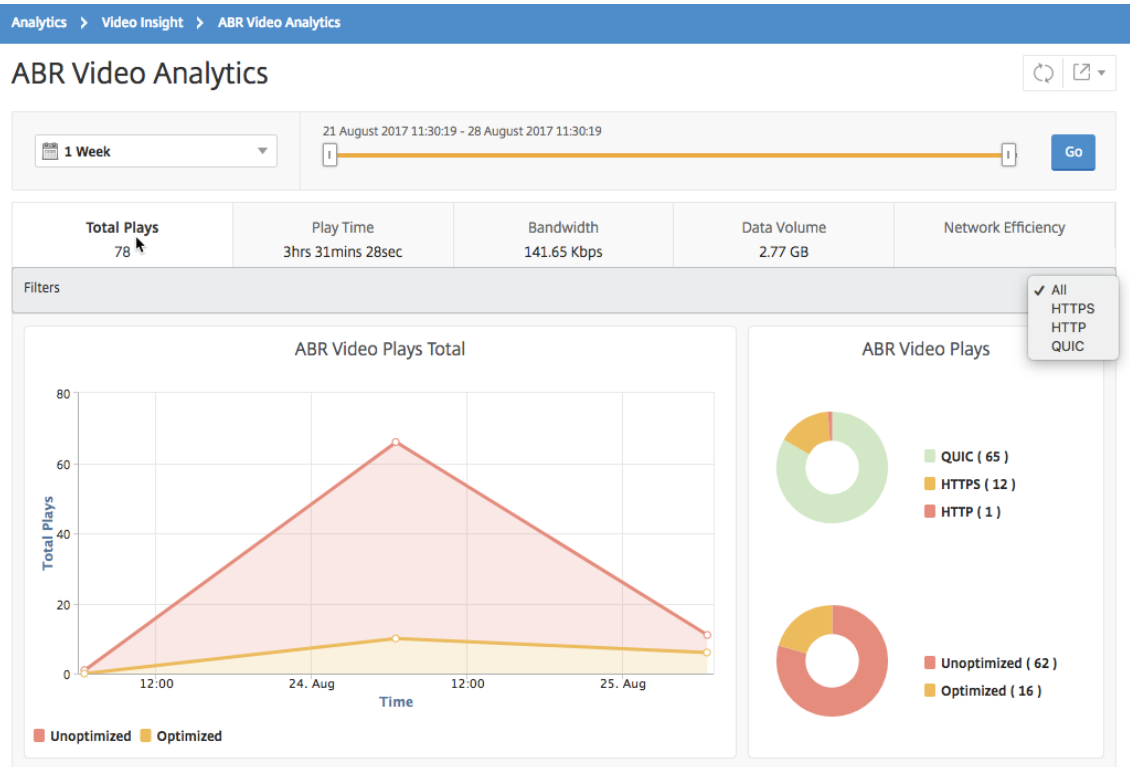 Analytics > Video Insight > ABR Video Analytics
ABR Video Analytics
1 Week
21 August 2017 11:30:19 - 28 August 2017 11:30:19
Go
Total Plays
78
Play Time
3hrs 31mins 28sec
Bandwidth
141.65 Kbps
Data Volume
2.77 GB
Network Efficiency
Filters
✓ All
HTTPS
HTTP
QUIC
ABR Video Plays Total
80
60
40
20
0
Total Plays
12:00
24. Aug
12:00
25. Aug
Time
Unoptimized
Optimized
ABR Video Plays
QUIC ( 65 )
HTTPS ( 12 )
HTTP ( 1 )
Unoptimized ( 62 )
Optimized ( 16 )